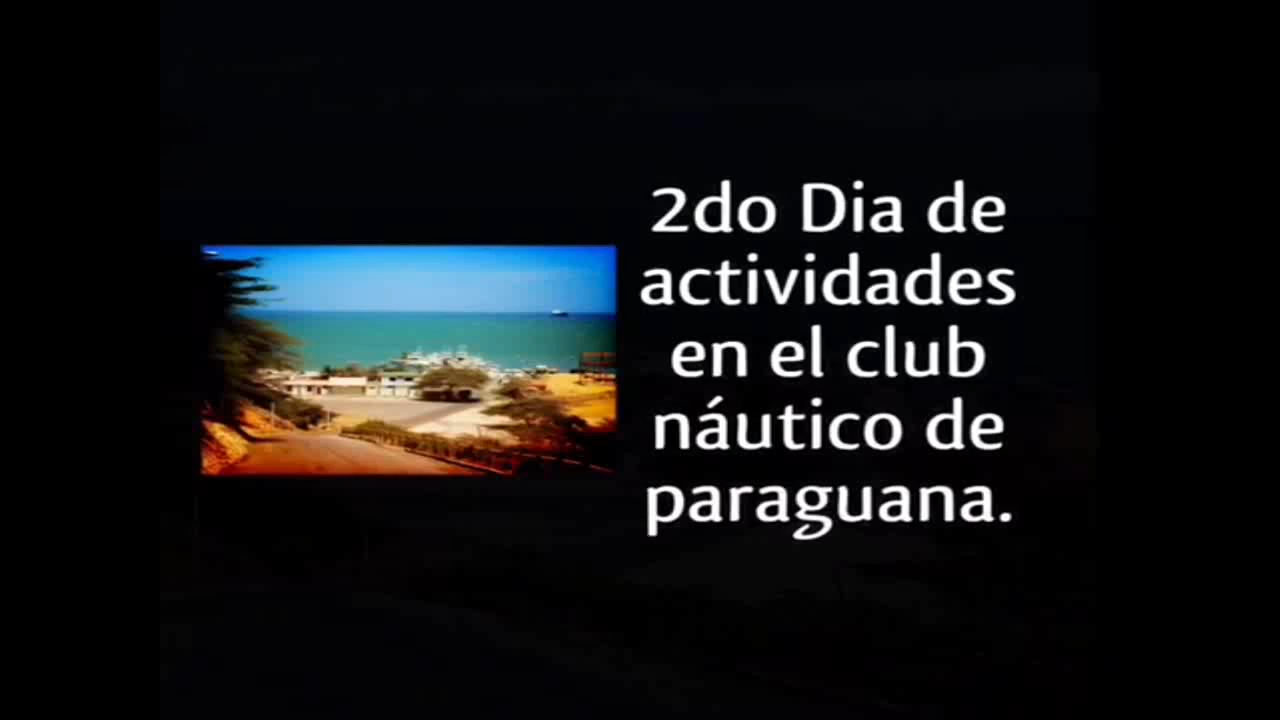 2do Dia de
actividades
en el club
náutico de
paraguana.